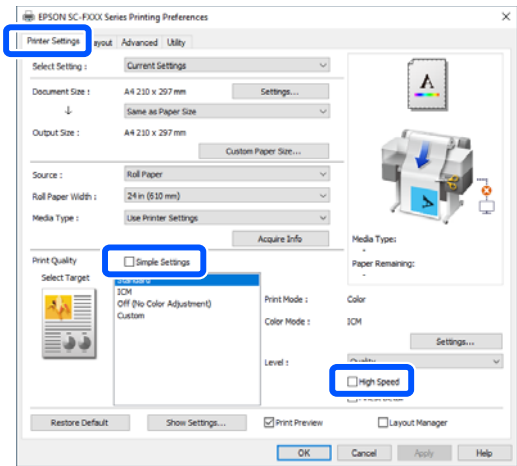 EPSON SC-FXXX Series Printing Preferences
Printer Settings ayout Advanced Utility
Select Setting : Current Settings
Document Size : A4 210 x 297 mm Settings...
Same as Paper Size
Output Size : A4 210 x 297 mm
Custom Paper Size...
Source : Roll Paper
Roll Paper Width : 24 in (610 mm)
Media Type : Use Printer Settings
Acquire Info
Media Type:
-
Paper Remaining:
-
Print Quality Simple Settings
Select Target
Standard
ICM
Off (No Color Adjustment)
Custom
Print Mode : Color
Color Mode : ICM
Settings...
Level : Quality
High Speed
Restore Default Show Settings... Print Preview Layout Manager
OK Cancel Apply Help
A
A